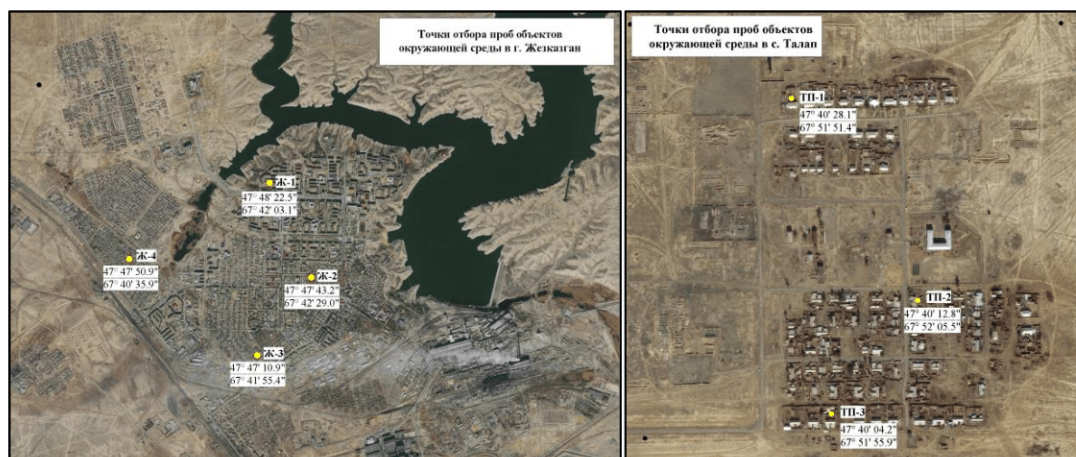 Точки отбора проб объектов
окружающей среды в г. Жезказган
Ж-1
47° 48' 22.5"
67° 42' 03.1"
Ж-4
47° 47' 50.9"
67° 40' 35.9"
Ж-2
47° 47' 43.2"
67° 42' 29.0"
Ж-3
47° 47' 10.9"
67° 41' 55.4"
Точки отбора проб объектов
окружающей среды в с. Талап
ТП-1
47° 40' 28.1"
67° 51' 51.4"
ТП-2
47° 40' 12.8"
67° 52' 05.5"
ТП-3
47° 40' 04.2"
67° 51' 55.9"